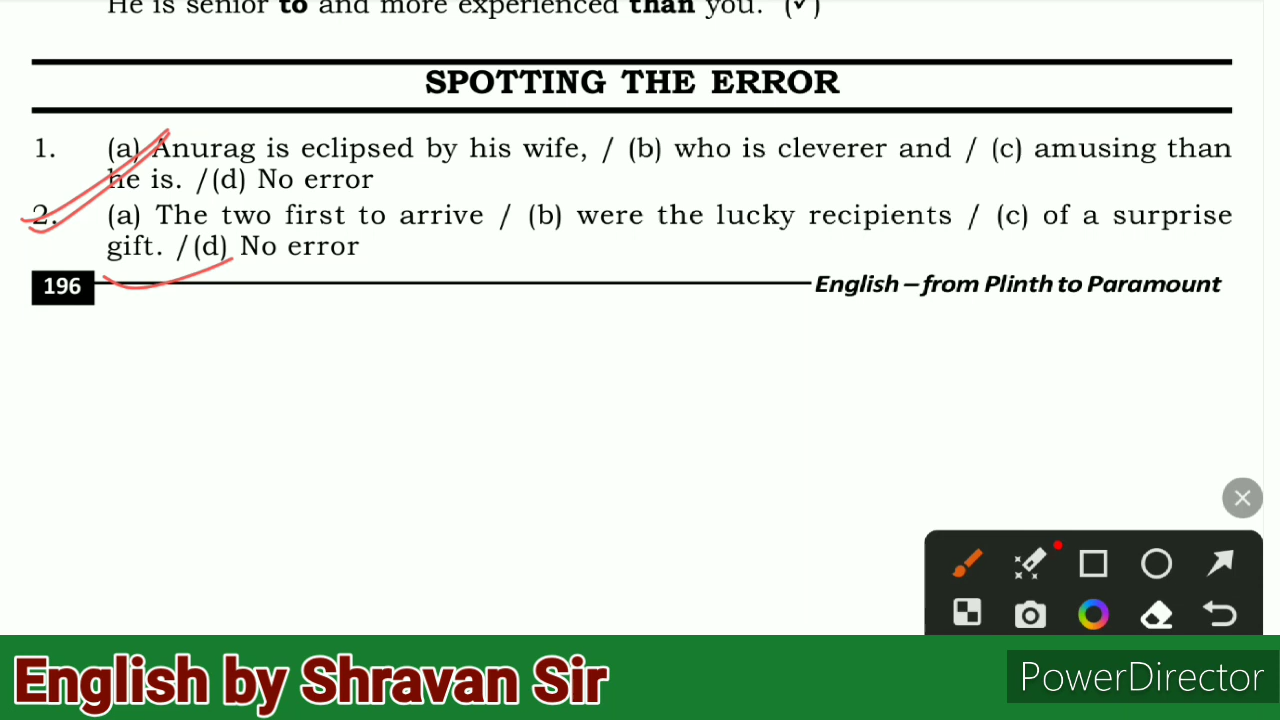 He is senior to and more experienced than you. (✓)
SPOTTING THE ERROR
1. (a) Anurag is eclipsed by his wife, / (b) who is cleverer and / (c) amusing than
he is. /(d) No error
2. (a) The two first to arrive / (b) were the lucky recipients / (c) of a surprise
gift. /(d) No error
196 English – from Plinth to Paramount
English by Shravan Sir
PowerDirector